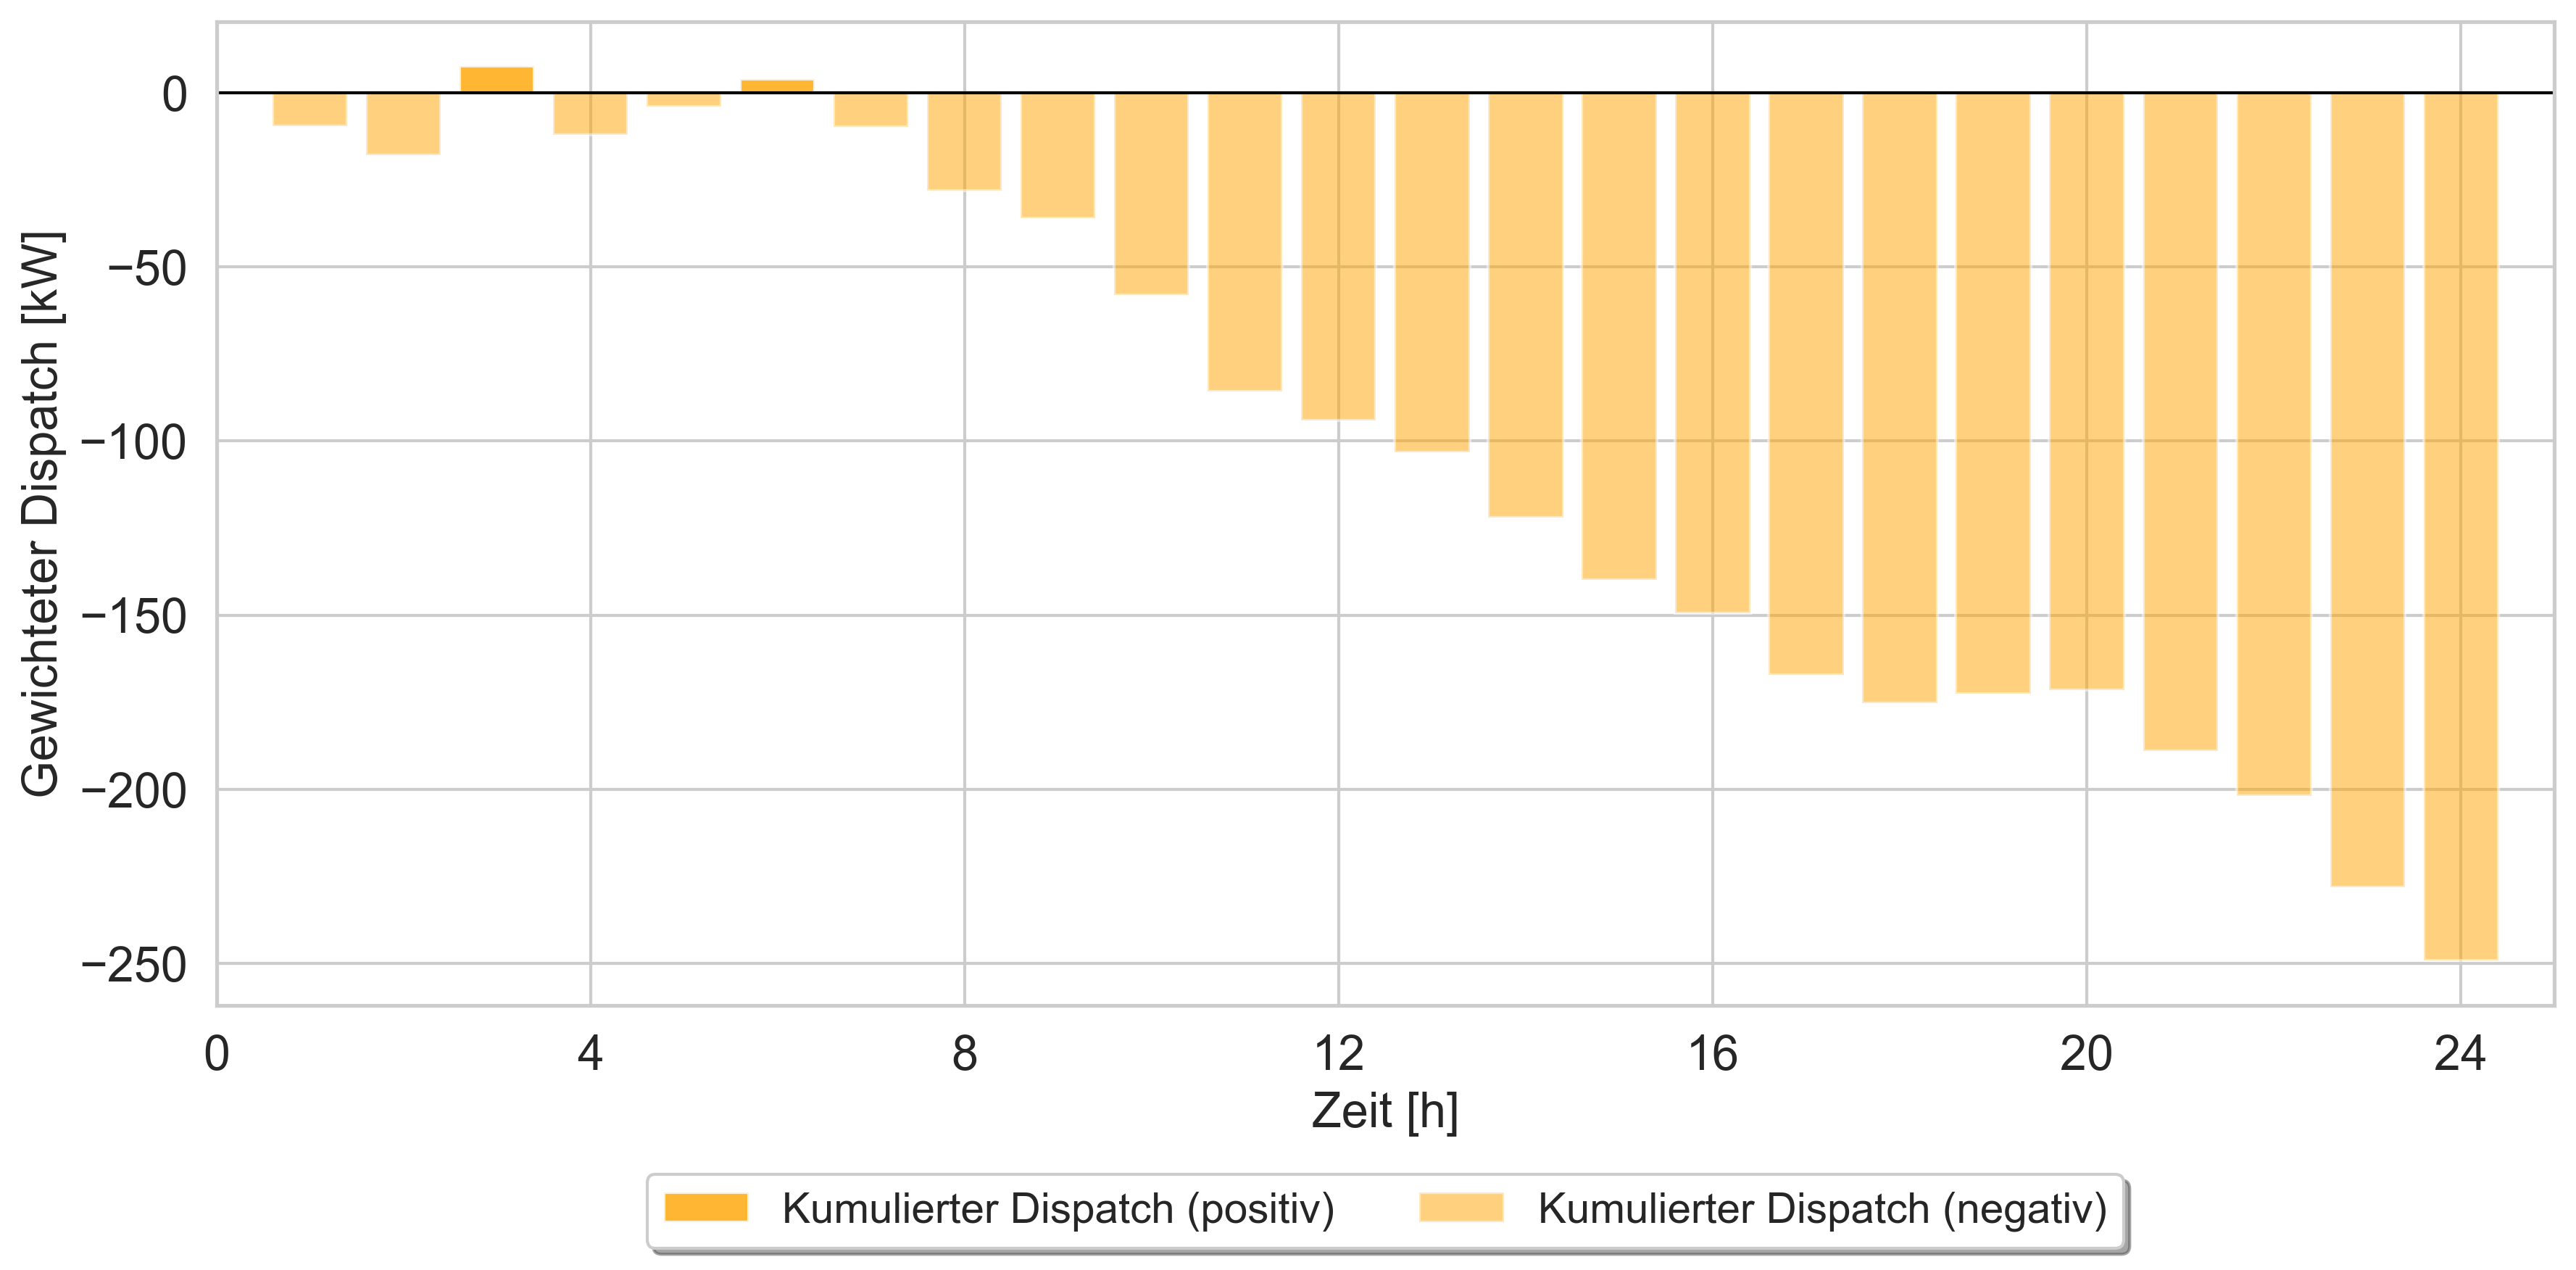 Gewichteter Dispatch [kW]
0
−50
−100
−150
−200
−250
0 4 8 12 16 20 24
Zeit [h]
Kumulierter Dispatch (positiv) Kumulierter Dispatch (negativ)